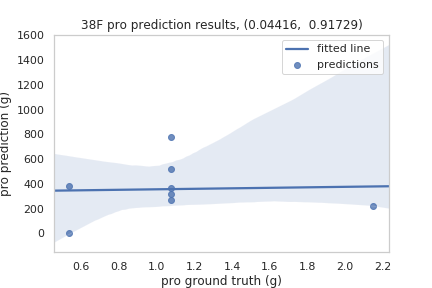 38F pro prediction results, (0.04416,  0.91729)
1600
1400
1200
1000
800
600
400
200
0
pro prediction (g)
fitted line
predictions
0.6 0.8 1.0 1.2 1.4 1.6 1.8 2.0 2.2
pro ground truth (g)